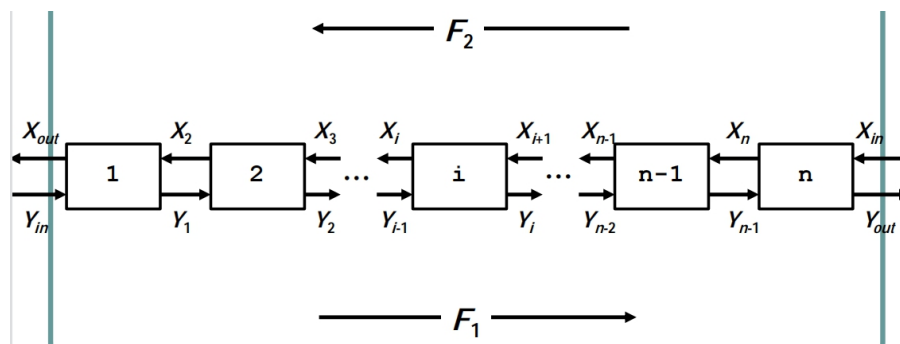 F2
Xout X2 X3 Xi Xi+1 Xn-1 Xn Xin
1 2 ... i ... n-1 n
Yin Y1 Y2 Yi-1 Yi Yn-2 Yn-1 Yout
F1